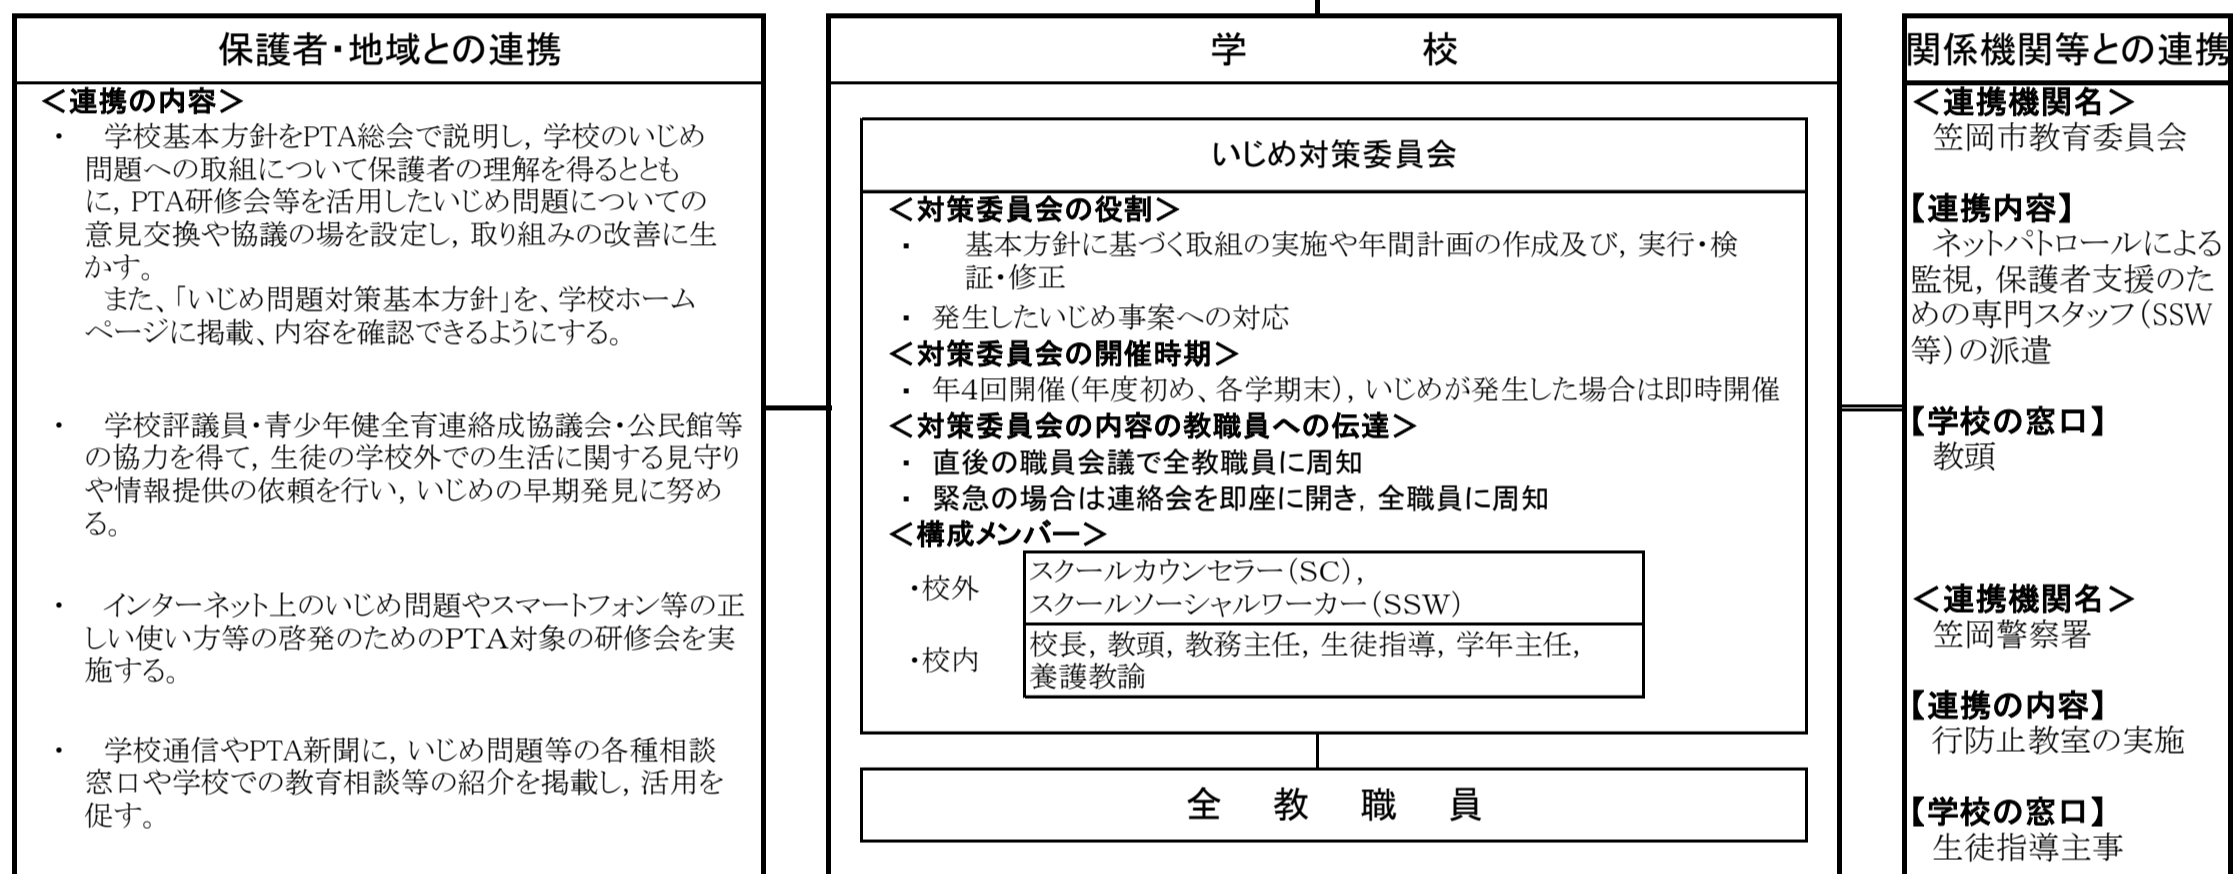 保護者・地域との連携
＜連携の内容＞
・　学校基本方針をPTA総会で説明し，学校のいじめ
問題への取組について保護者の理解を得るととも
に，PTA研修会等を活用したいじめ問題についての
意見交換や協議の場を設定し，取り組みの改善に生
かす。
また、「いじめ問題対策基本方針」を、学校ホーム
ページに掲載、内容を確認できるようにする。
・　学校評議員・青少年健全育連絡成協議会・公民館等
の協力を得て，生徒の学校外での生活に関する見守り
や情報提供の依頼を行い，いじめの早期発見に努め
る。
・　インターネット上のいじめ問題やスマートフォン等の正
しい使い方等の啓発のためのPTA対象の研修会を実
施する。
・　学校通信やPTA新聞に，いじめ問題等の各種相談
窓口や学校での教育相談等の紹介を掲載し，活用を
促す。
学　校
いじめ対策委員会
＜対策委員会の役割＞
・　基本方針に基づく取組の実施や年間計画の作成及び，実行・検
証・修正
・　発生したいじめ事案への対応
＜対策委員会の開催時期＞
・　年4回開催（年度初め、各学期末），いじめが発生した場合は即時開催
＜対策委員会の内容の教職員への伝達＞
・　直後の職員会議で全教職員に周知
・　緊急の場合は連絡会を即座に開き，全職員に周知
＜構成メンバー＞
・校外
スクールカウンセラー（SC），
スクールソーシャルワーカー（SSW）
・校内
校長，教頭，教務主任，生徒指導，学年主任，
養護教諭
全　教　職　員
関係機関等との連携
＜連携機関名＞
笠岡市教育委員会
【連携内容】
ネットパトロールによる
監視，保護者支援のた
めの専門スタッフ（SSW
等）の派遣
【学校の窓口】
教頭
＜連携機関名＞
笠岡警察署
【連携の内容】
行防止教室の実施
【学校の窓口】
生徒指導主事